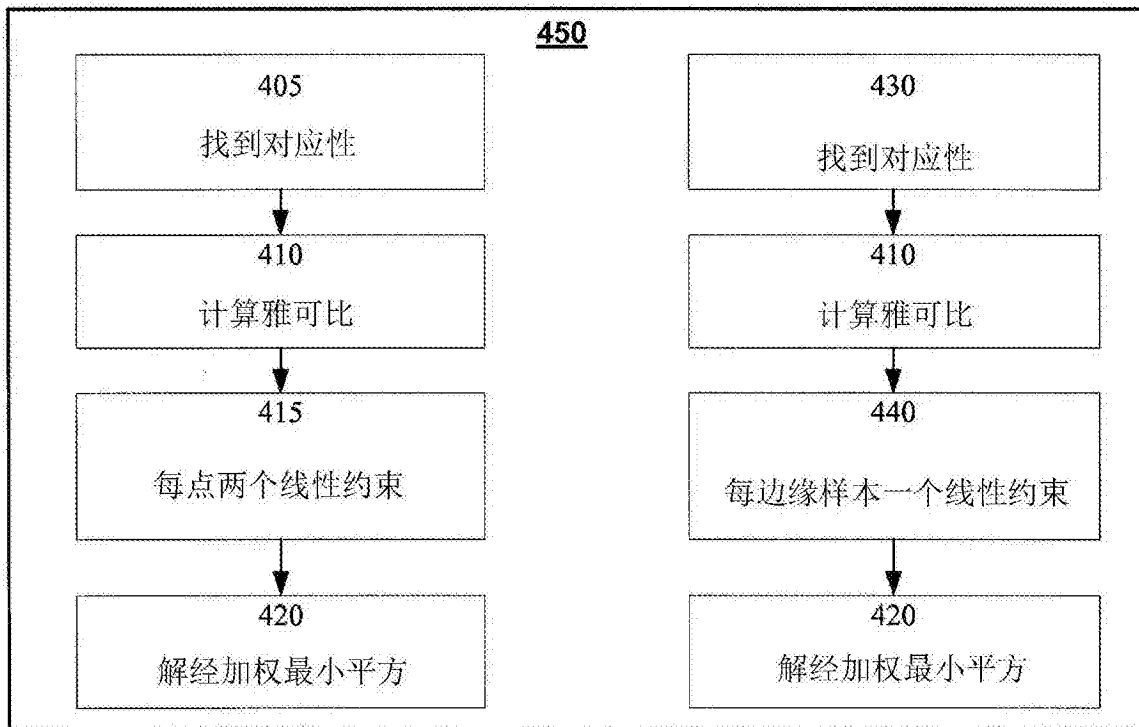 450
405
找到对应性
410
计算雅可比
415
每点两个线性约束
420
解经加权最小平方
430
找到对应性
410
计算雅可比
440
每边缘样本一个线性约束
420
解经加权最小平方